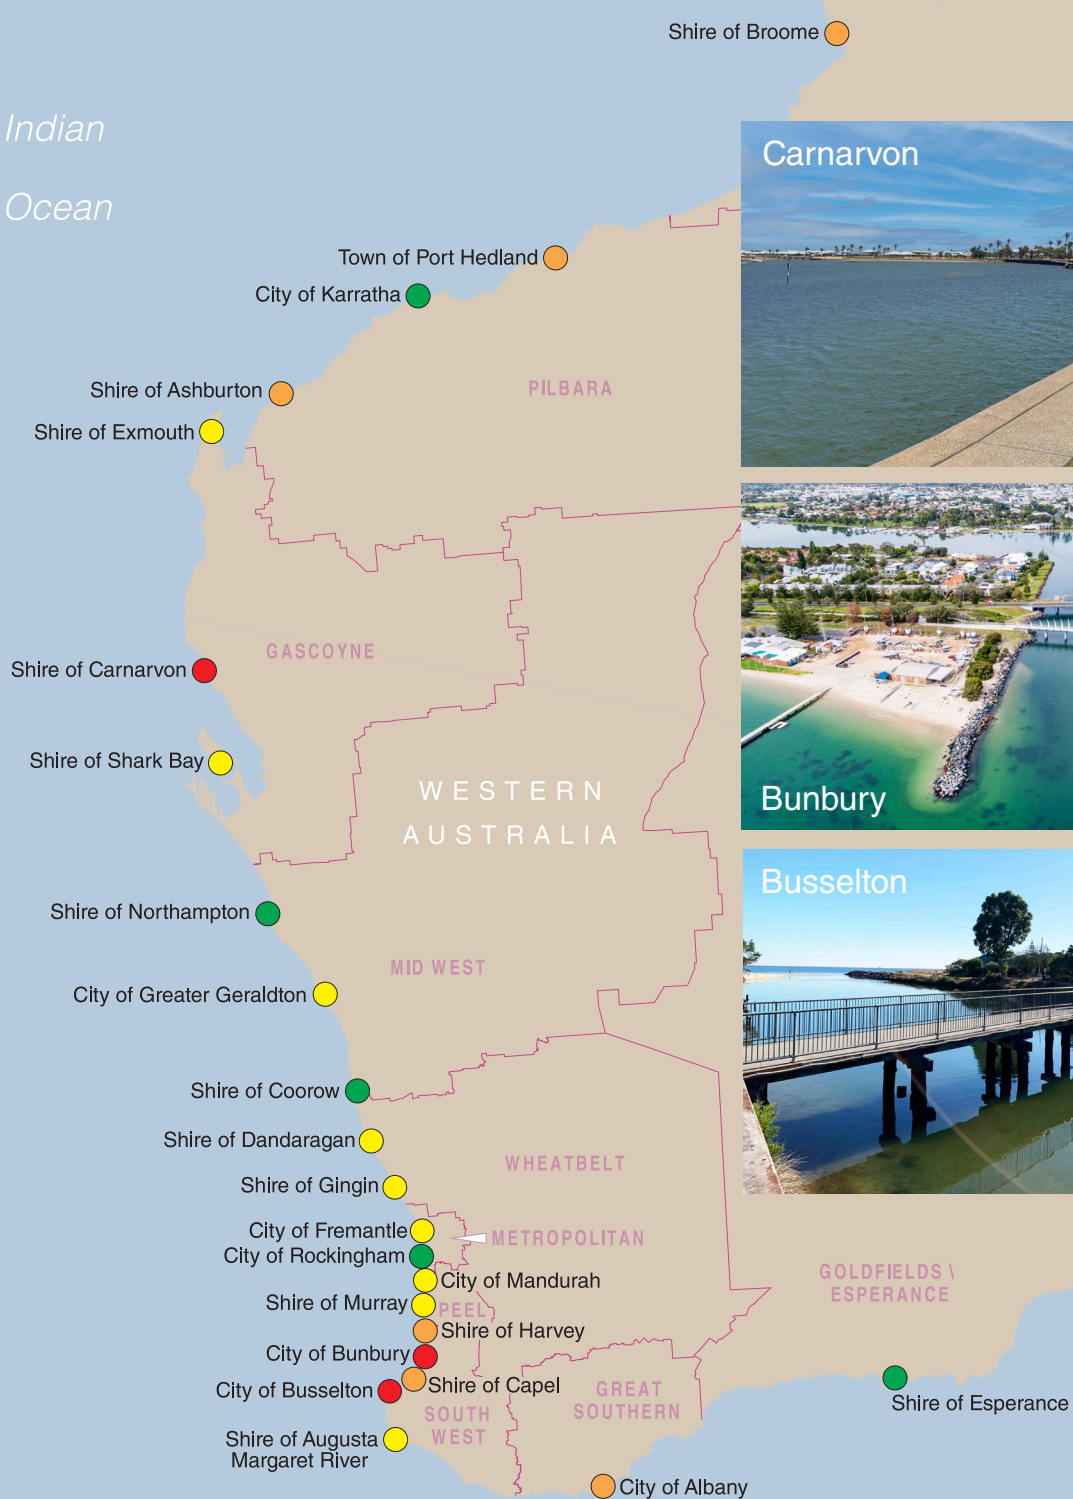 Shire of Broome
Indian
Ocean
Carnarvon
Town of Port Hedland
City of Karratha
Shire of Ashburton
PILBARA
Shire of Exmouth
GASCOYNE
Shire of Carnarvon
Shire of Shark Bay
WESTERN
AUSTRALIA
Bunbury
Busselton
Shire of Northampton
MID WEST
City of Greater Geraldton
Shire of Coorow
Shire of Dandaragan
WHEATBELT
Shire of Gingin
City of Fremantle
METROPOLITAN
City of Rockingham
City of Mandurah
GOLDFIELDS \
ESPERANCE
Shire of Murray
PEEL
Shire of Harvey
City of Bunbury
Shire of Capel
City of Busselton
GREAT
SOUTHERN
Shire of Esperance
SOUTH
WEST
Shire of Augusta
Margaret River
City of Albany